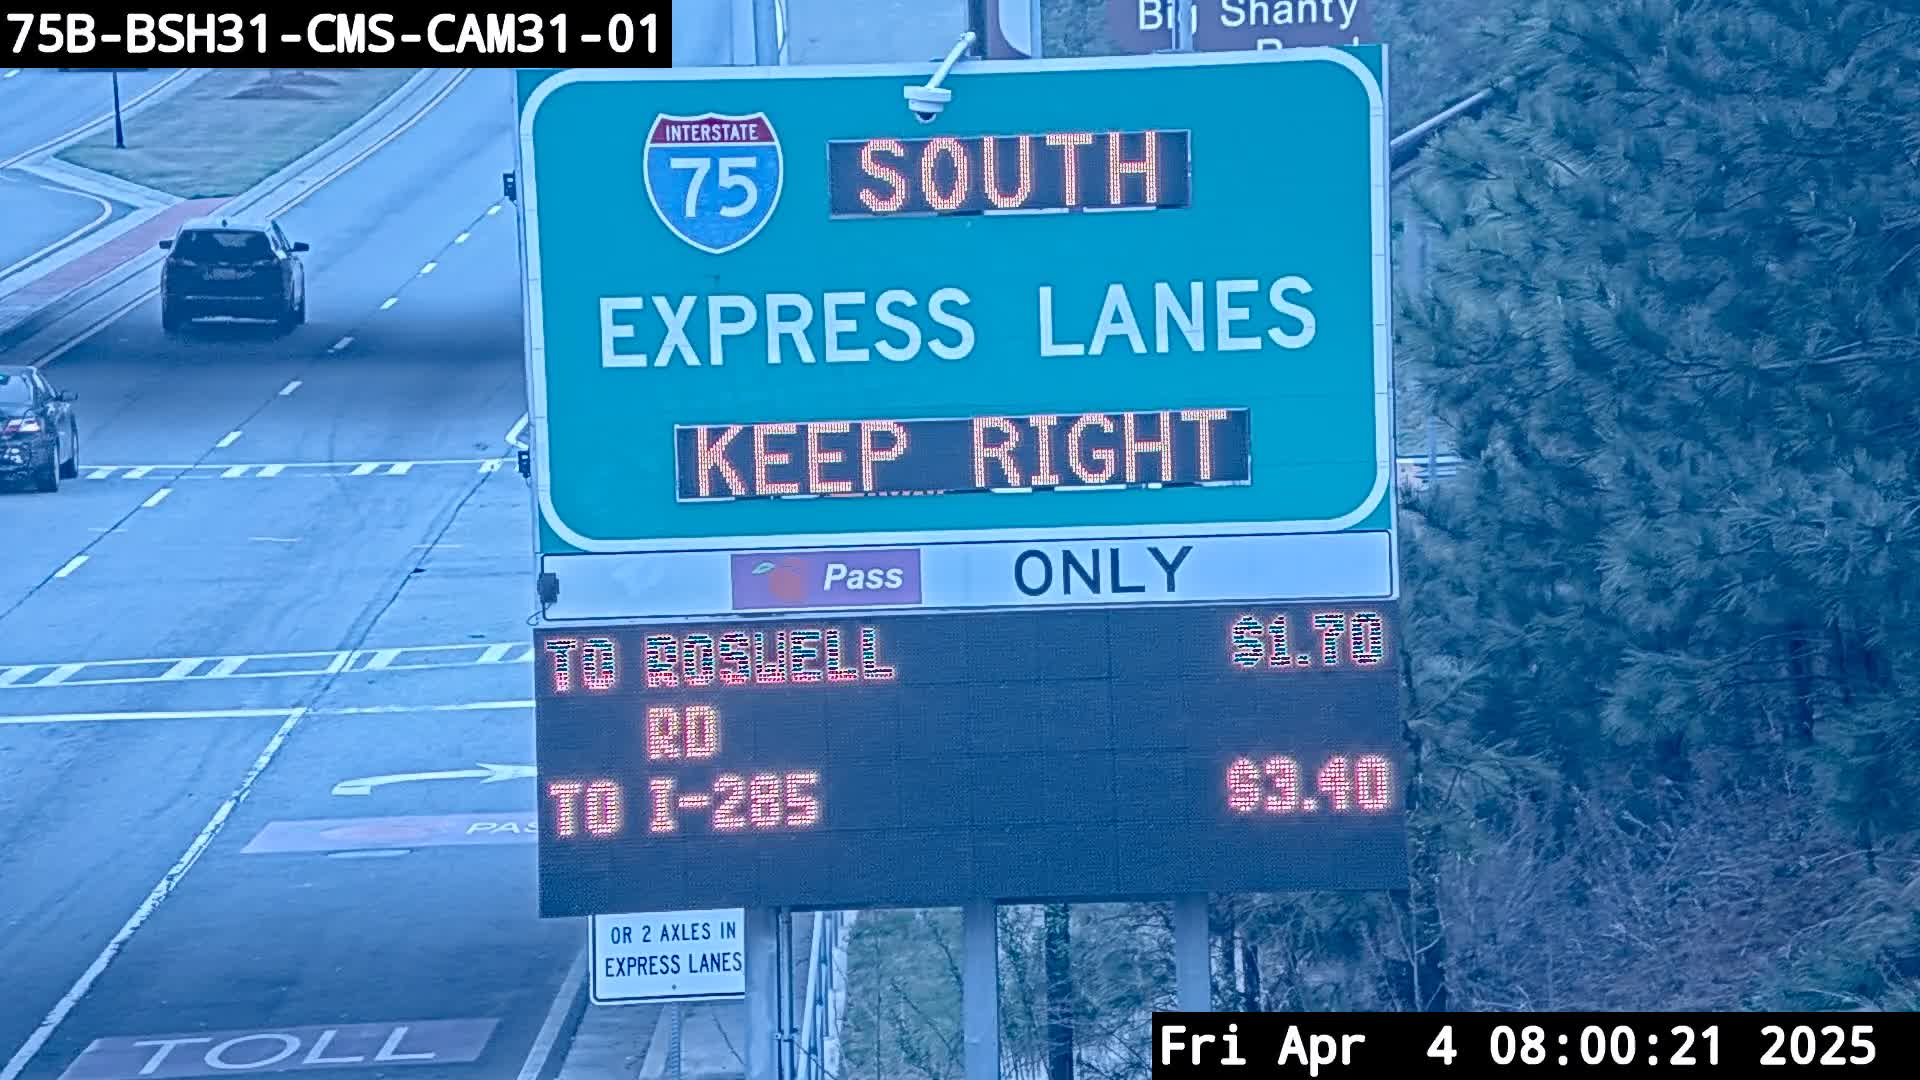 75B-BSH31-CMS-CAM31-01
Big Shanty
INTERSTATE
75
SOUTH
EXPRESS LANES
KEEP RIGHT
Pass
ONLY
TO ROSWELL $1.70
RD
TO I-285 $3.40
OR 2 AXLES IN
EXPRESS LANES
TOLL
Fri Apr 4 08:00:21 2025